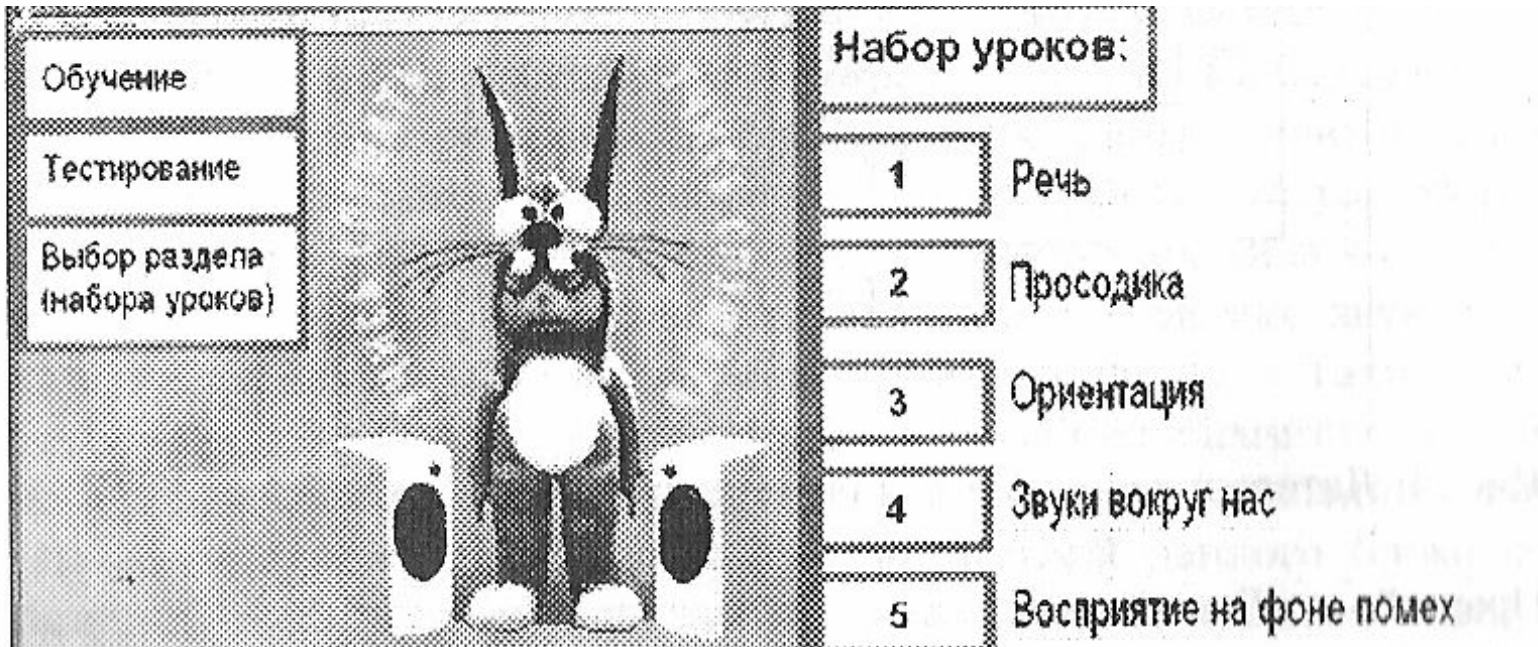 Обучение
Тестирование
Выбор раздела
(набора уроков)
Набор уроков:
1 Речь
2 Просодика
3 Ориентация
4 Звуки вокруг нас
5 Восприятие на фоне помех